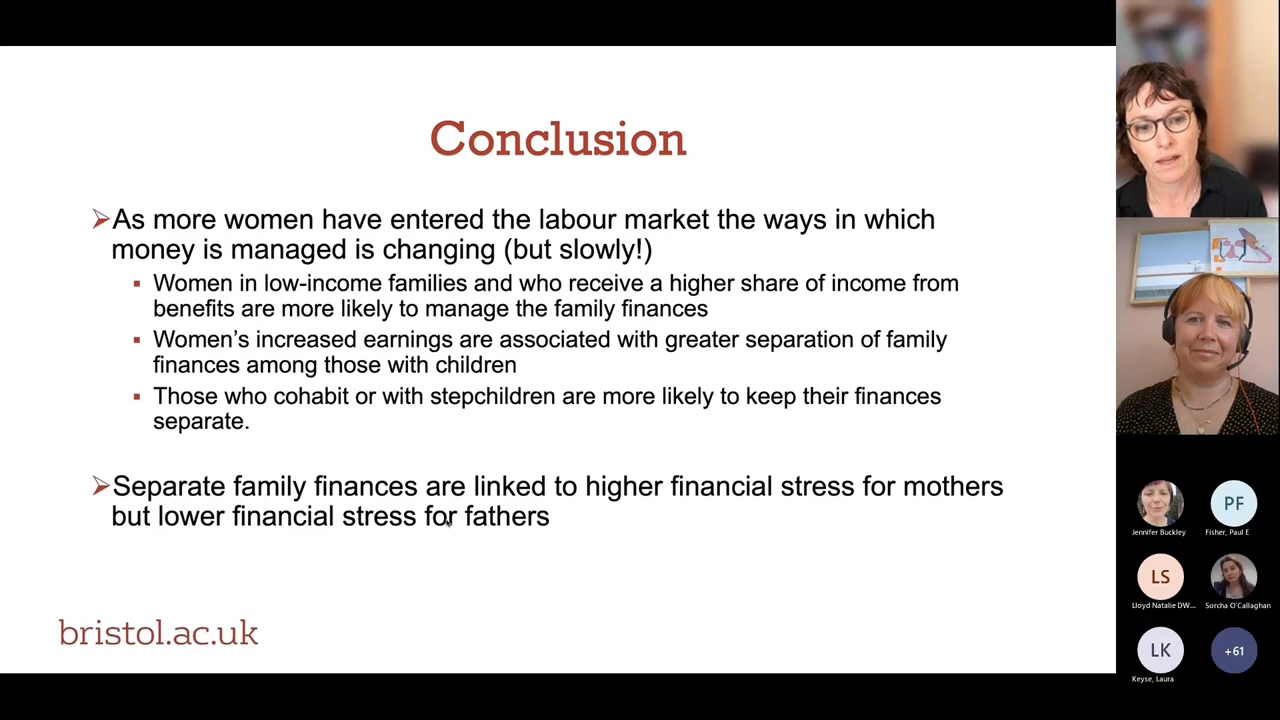 Conclusion
As more women have entered the labour market the ways in which
money is managed is changing (but slowly!)
Women in low-income families and who receive a higher share of income from
benefits are more likely to manage the family finances
Women's increased earnings are associated with greater separation of family
finances among those with children
Those who cohabit or with stepchildren are more likely to keep their finances
separate.
Separate family finances are linked to higher financial stress for mothers
but lower financial stress for fathers
bristol.ac.uk
Jennifer Buckley
PF
Fisher, Paul E
LS
Lloyd Natalie DW...
Sorcha O'Callaghan
LK
Keyse, Laura
+61